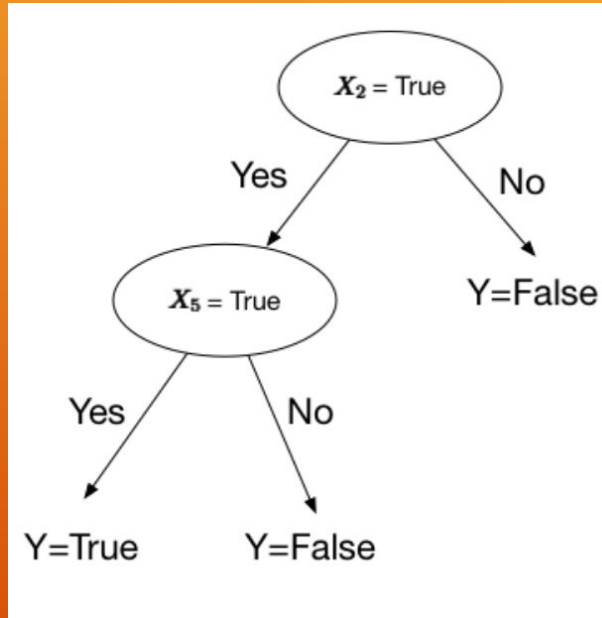 X₂ = True
Yes
No
X₅ = True
Y=False
Yes
No
Y=True
Y=False